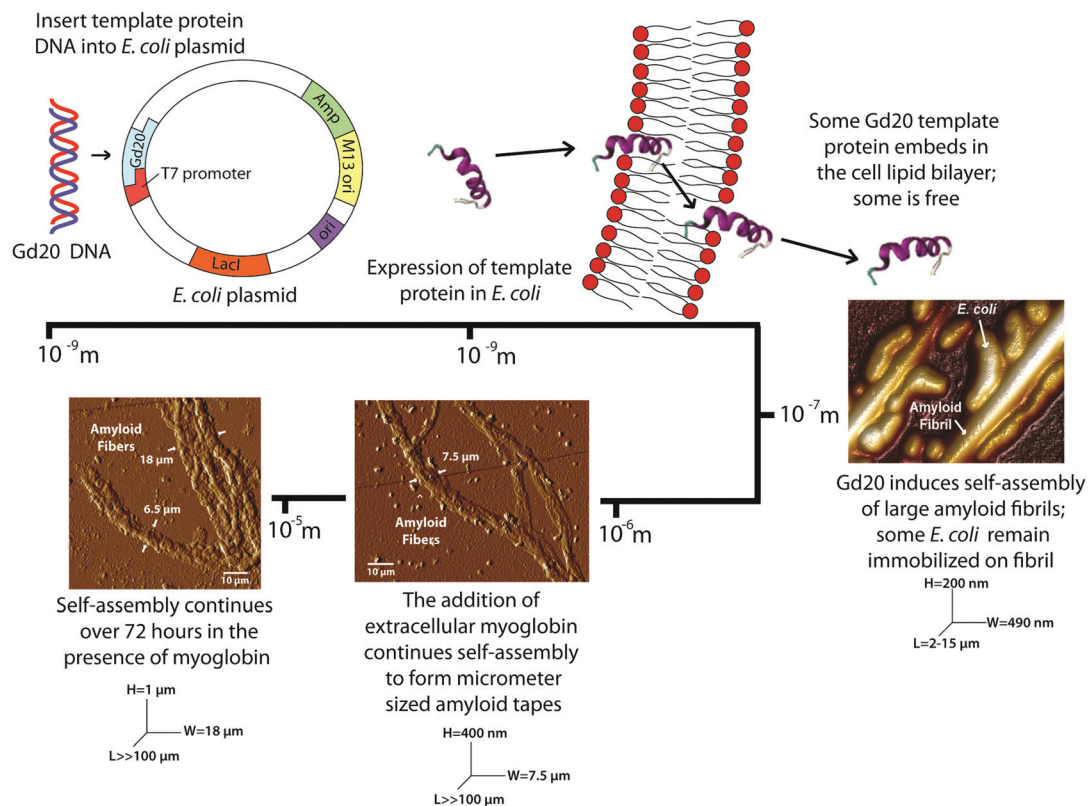 Insert template protein
DNA into E. coli plasmid
Gd20 DNA
Gd20
T7 promoter
Amp
M13 ori
ori
LacI
E. coli plasmid
Expression of template
protein in E. coli
Some Gd20 template
protein embeds in
the cell lipid bilayer;
some is free
10⁻⁹m
10⁻⁹m
10⁻⁷m
10⁻⁶m
10⁻⁵m
E. coli
Amyloid
Fibril
Gd20 induces self-assembly
of large amyloid fibrils;
some E. coli remain
immobilized on fibril
H=200 nm
W=490 nm
L=2-15 µm
7.5 µm
Amyloid
Fibers
10 µm
The addition of
extracellular myoglobin
continues self-assembly
to form micrometer
sized amyloid tapes
H=400 nm
W=7.5 µm
L>>100 µm
Amyloid
Fibers
18 µm
6.5 µm
10 µm
Self-assembly continues
over 72 hours in the
presence of myoglobin
H=1 µm
W=18 µm
L>>100 µm